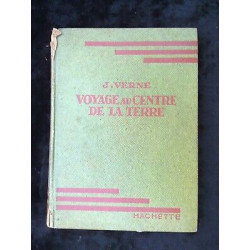 J. VERNE
VOYAGE AU CENTRE
DE LA TERRE
HACHETTE